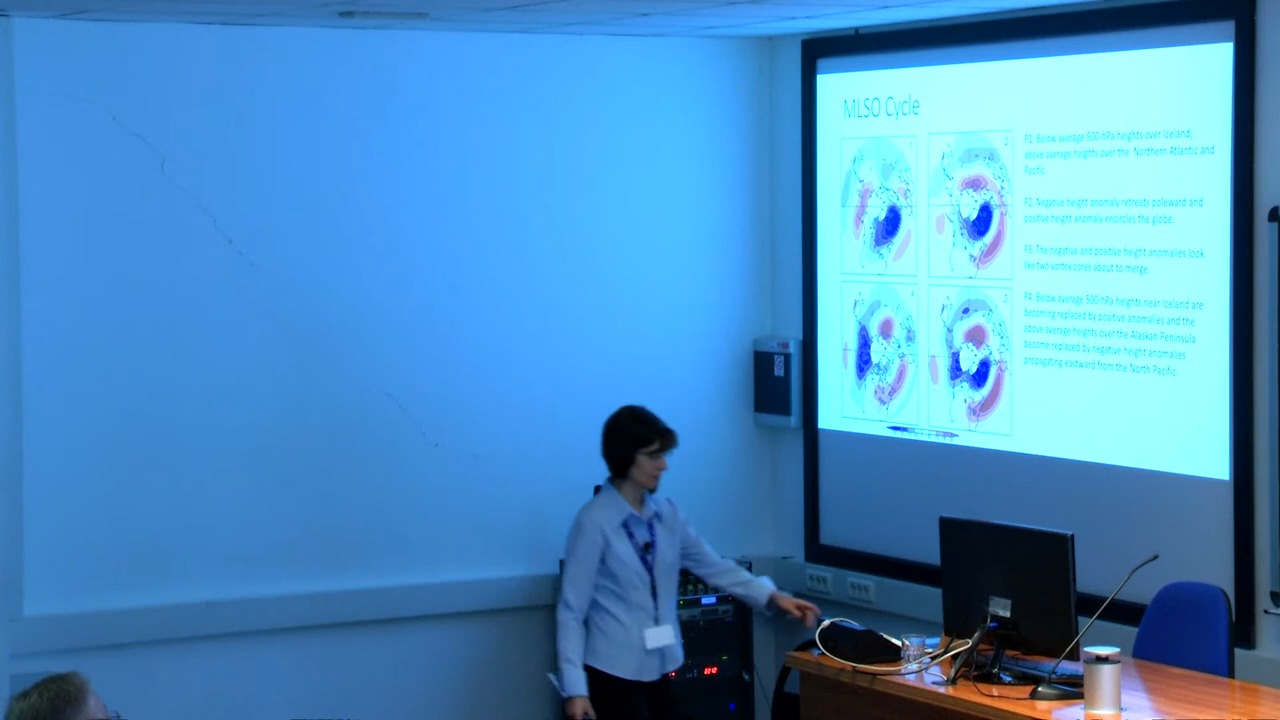 MLSO Cycle
P1: Below average 500-hPa heights over Iceland;
above average heights over the Northern Atlantic and
Pacific.
P2: Negative height anomaly retreats poleward and
positive height anomaly encircles the globe.
P3: The negative and positive height anomalies look
like two vortex cores about to merge.
P4: Below average 500-hPa heights near Iceland are
becoming replaced by positive anomalies and the
above average heights over the Alaskan Peninsula
become replaced by negative height anomalies
propagating eastward from the North Pacific.